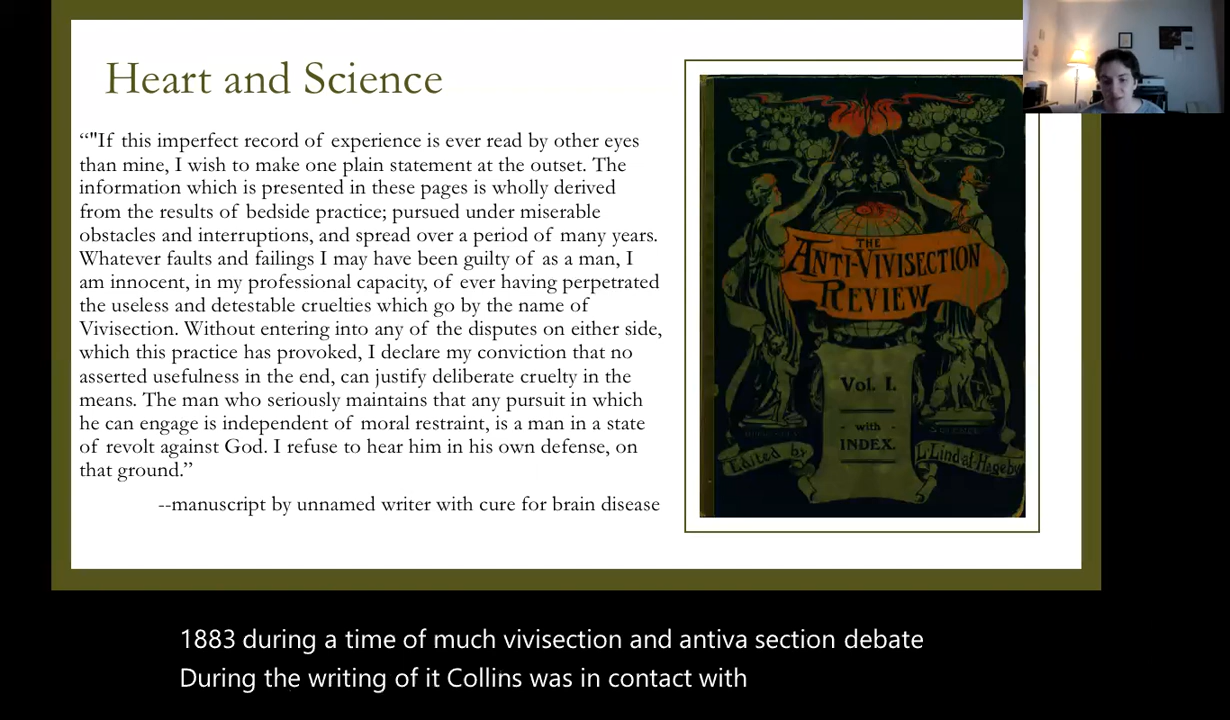 Heart and Science
“"If this imperfect record of experience is ever read by other eyes
than mine, I wish to make one plain statement at the outset. The
information which is presented in these pages is wholly derived
from the results of bedside practice; pursued under miserable
obstacles and interruptions, and spread over a period of many years.
Whatever faults and failings I may have been guilty of as a man, I
am innocent, in my professional capacity, of ever having perpetrated
the useless and detestable cruelties which go by the name of
Vivisection. Without entering into any of the disputes on either side,
which this practice has provoked, I declare my conviction that no
asserted usefulness in the end, can justify deliberate cruelty in the
means. The man who seriously maintains that any pursuit in which
he can engage is independent of moral restraint, is a man in a state
of revolt against God. I refuse to hear him in his own defense, on
that ground.”
--manuscript by unnamed writer with cure for brain disease
THE
ANTI-VIVISECTION
REVIEW
Vol. I.
with
INDEX.
Edited by
L. Lind af Hageby
1883 during a time of much vivisection and antiva section debate
During the writing of it Collins was in contact with